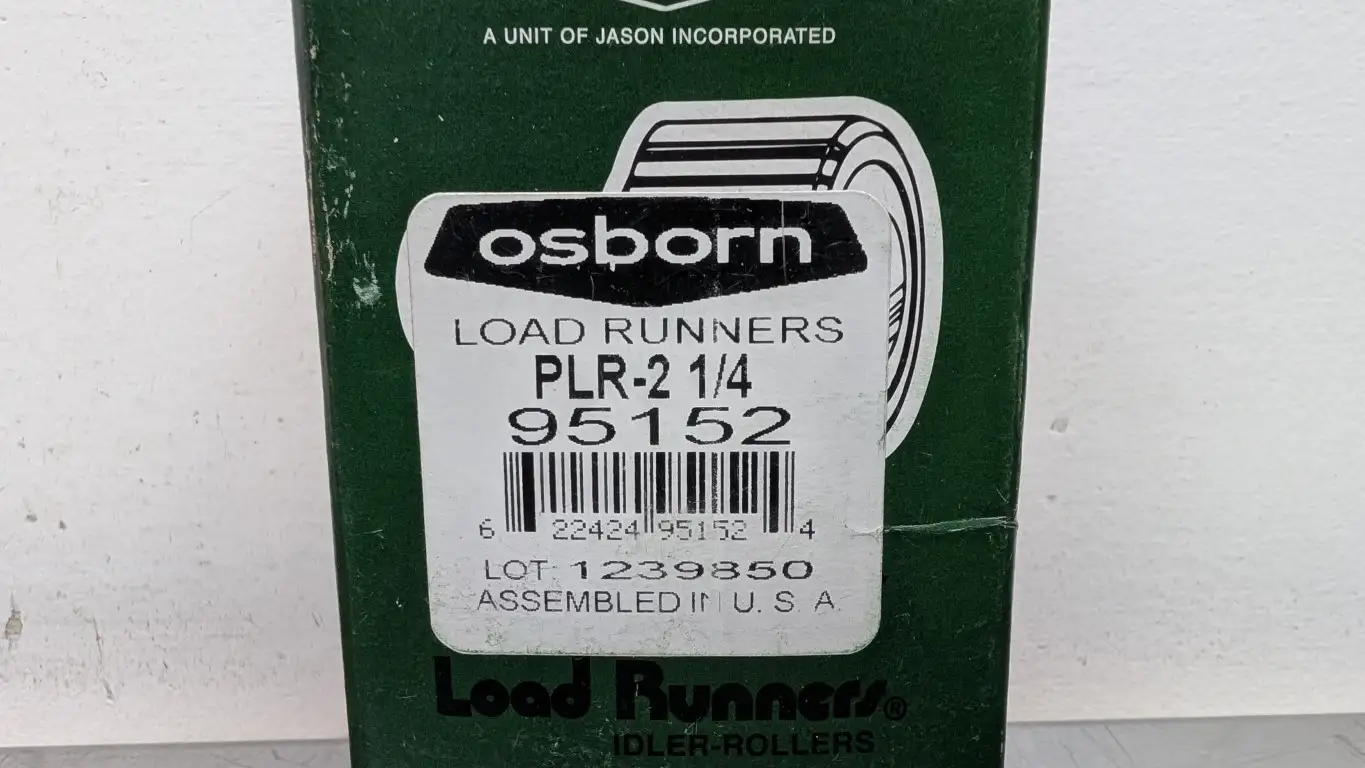 A UNIT OF JASON INCORPORATED
osborn
LOAD RUNNERS
PLR-2 1/4
95152
6 22424 95152 4
LOT: 1239850
ASSEMBLED IN U. S. A.
Load Runners®
IDLER-ROLLERS